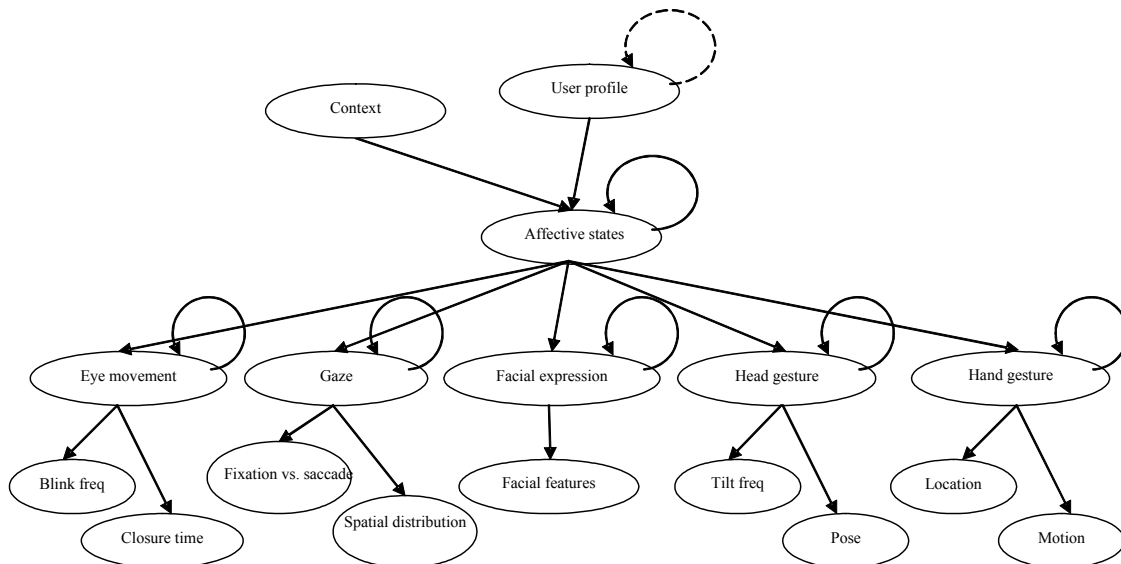 User profile
Context
Affective states
Eye movement
Gaze
Facial expression
Head gesture
Hand gesture
Fixation vs. saccade
Blink freq
Facial features
Tilt freq
Location
Spatial distribution
Closure time
Pose
Motion